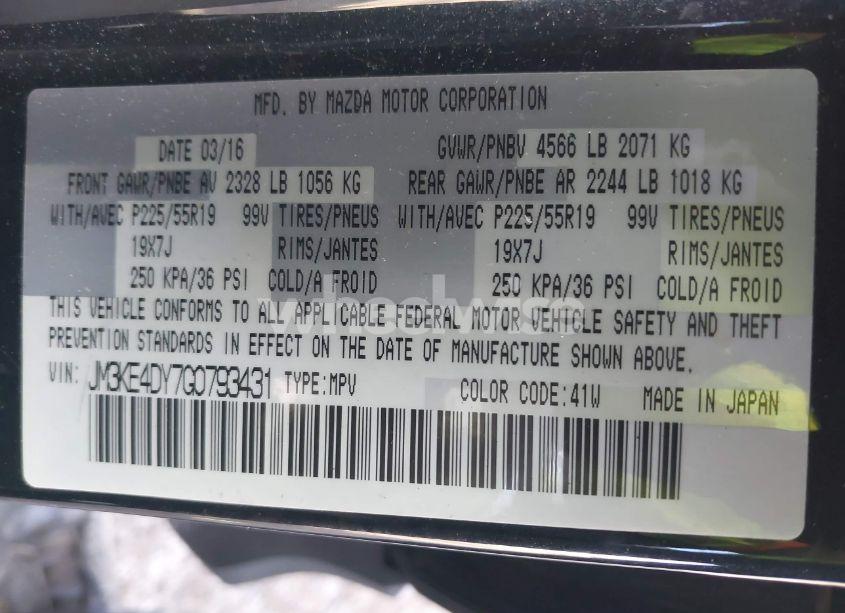 MFD. BY MAZDA MOTOR CORPORATION
DATE 03/16 GVWR/PNBV 4566 LB 2071 KG
FRONT GAWR/PNBE AV 2328 LB 1056 KG REAR GAWR/PNBE AR 2244 LB 1018 KG
WITH/AVEC P225/55R19 99V TIRES/PNEUS WITH/AVEC P225/55R19 99V TIRES/PNEUS
19X7J RIMS/JANTES 19X7J RIMS/JANTES
250 KPA/36 PSI COLD/A FROID 250 KPA/36 PSI COLD/A FROID
THIS VEHICLE CONFORMS TO ALL APPLICABLE FEDERAL MOTOR VEHICLE SAFETY AND THEFT
PREVENTION STANDARDS IN EFFECT ON THE DATE OF MANUFACTURE SHOWN ABOVE.
VIN: JM3KE4DY7G0793431 TYPE:MPV COLOR CODE:41W MADE IN JAPAN